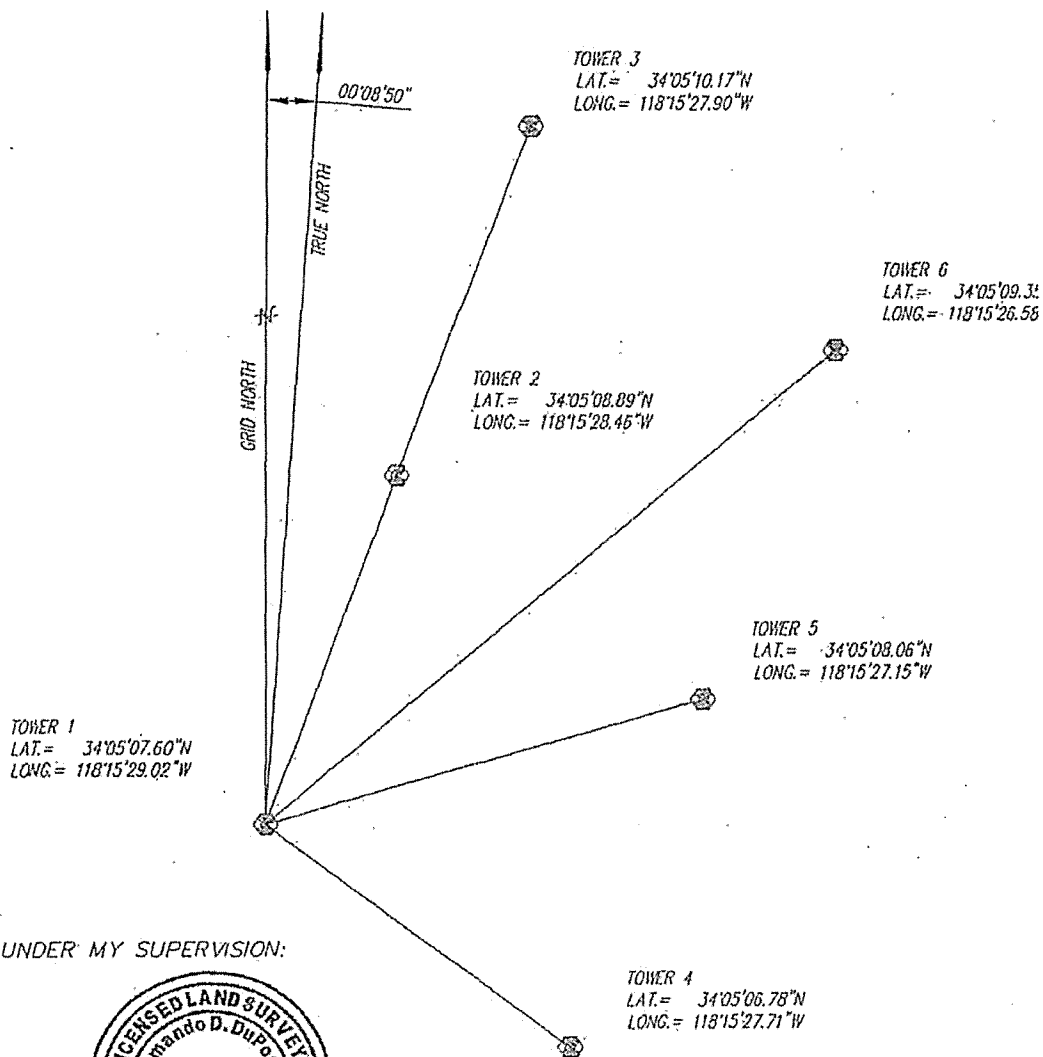 TOWER 3
LAT.= 34°05'10.17"N
LONG.= 118°15'27.90"W
00°08'50"
TRUE NORTH
GRID NORTH
N
TOWER 6
LAT.= 34°05'09.3
LONG.= 118°15'26.58
TOWER 2
LAT.= 34°05'08.89"N
LONG.= 118°15'28.46"W
TOWER 5
LAT.= 34°05'08.06"N
LONG.= 118°15'27.15"W
TOWER 1
LAT.= 34°05'07.60"N
LONG.= 118°15'29.02"W
UNDER MY SUPERVISION:
TOWER 4
LAT.= 34°05'06.78"N
LONG.= 118°15'27.71"W
ICENSED LAND SURVEY
mando D. DuPo